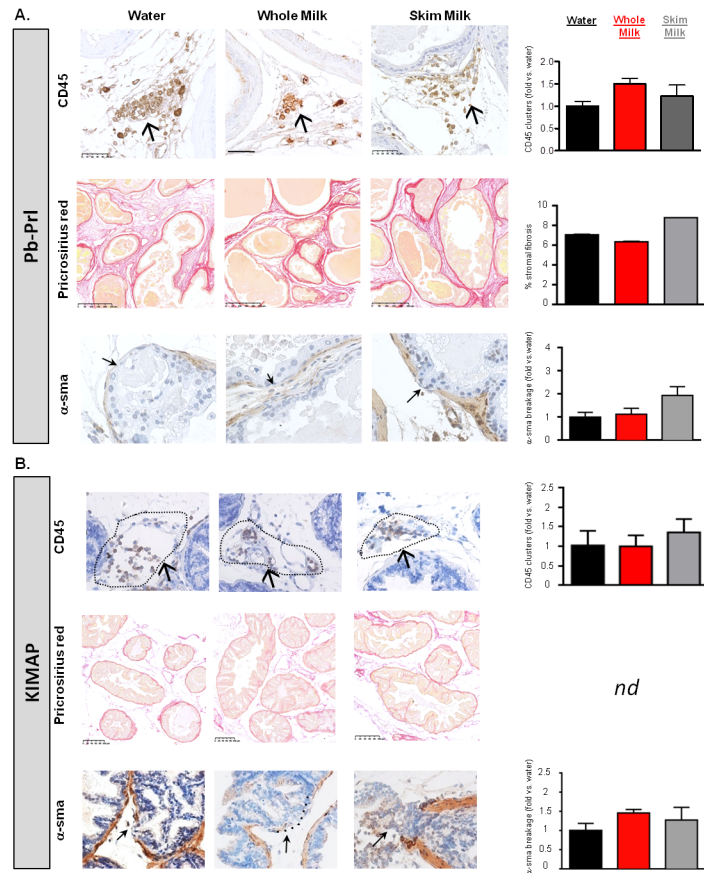 A.
Water
Whole Milk
Skim Milk
Water
Whole
Milk
Skim
Milk
Pb-Prl
CD45
CD45 clusters (fold vs. water)
2.0
1.5
1.0
0.5
0.0
Pricrosirius red
% stromal fibrosis
10
8
6
4
2
0
α-sma
α-sma breakage (fold vs.water)
4
3
2
1
0
B.
KIMAP
CD45
CD45 clusters (fold vs. water)
2.5
2
1.5
1
0.5
0
Pricrosirius red
nd
α-sma
α-sma breakage (fold vs. water)
2.5
2
1.5
1
0.5
0